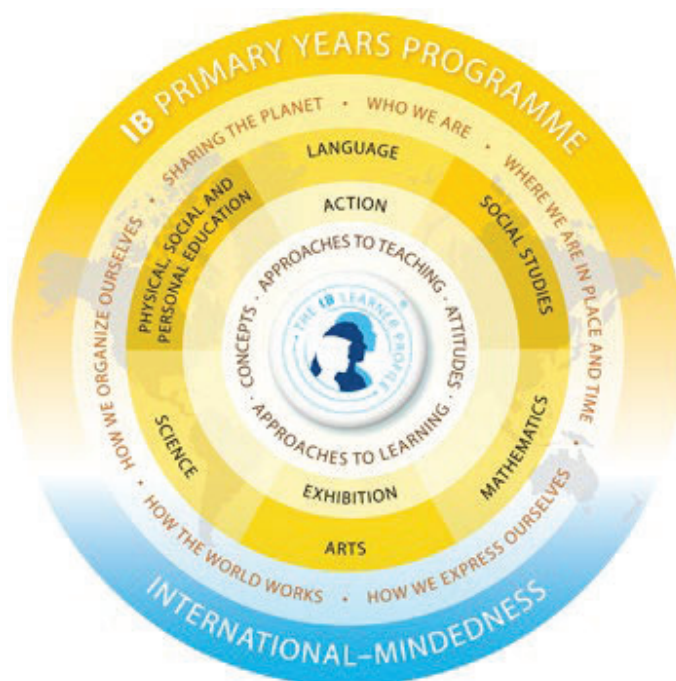 IB PRIMARY YEARS PROGRAMME
SHARING THE PLANET • WHO WE ARE • WHERE WE ARE IN PLACE AND TIME • HOW WE EXPRESS OURSELVES • HOW THE WORLD WORKS • HOW WE ORGANIZE OURSELVES •
LANGUAGE
SOCIAL STUDIES
MATHEMATICS
ARTS
SCIENCE
PHYSICAL, SOCIAL AND
PERSONAL EDUCATION
ACTION
APPROACHES TO TEACHING · ATTITUDES · APPROACHES TO LEARNING · CONCEPTS ·
THE IB LEARNER PROFILE
®
EXHIBITION
INTERNATIONAL–MINDEDNESS